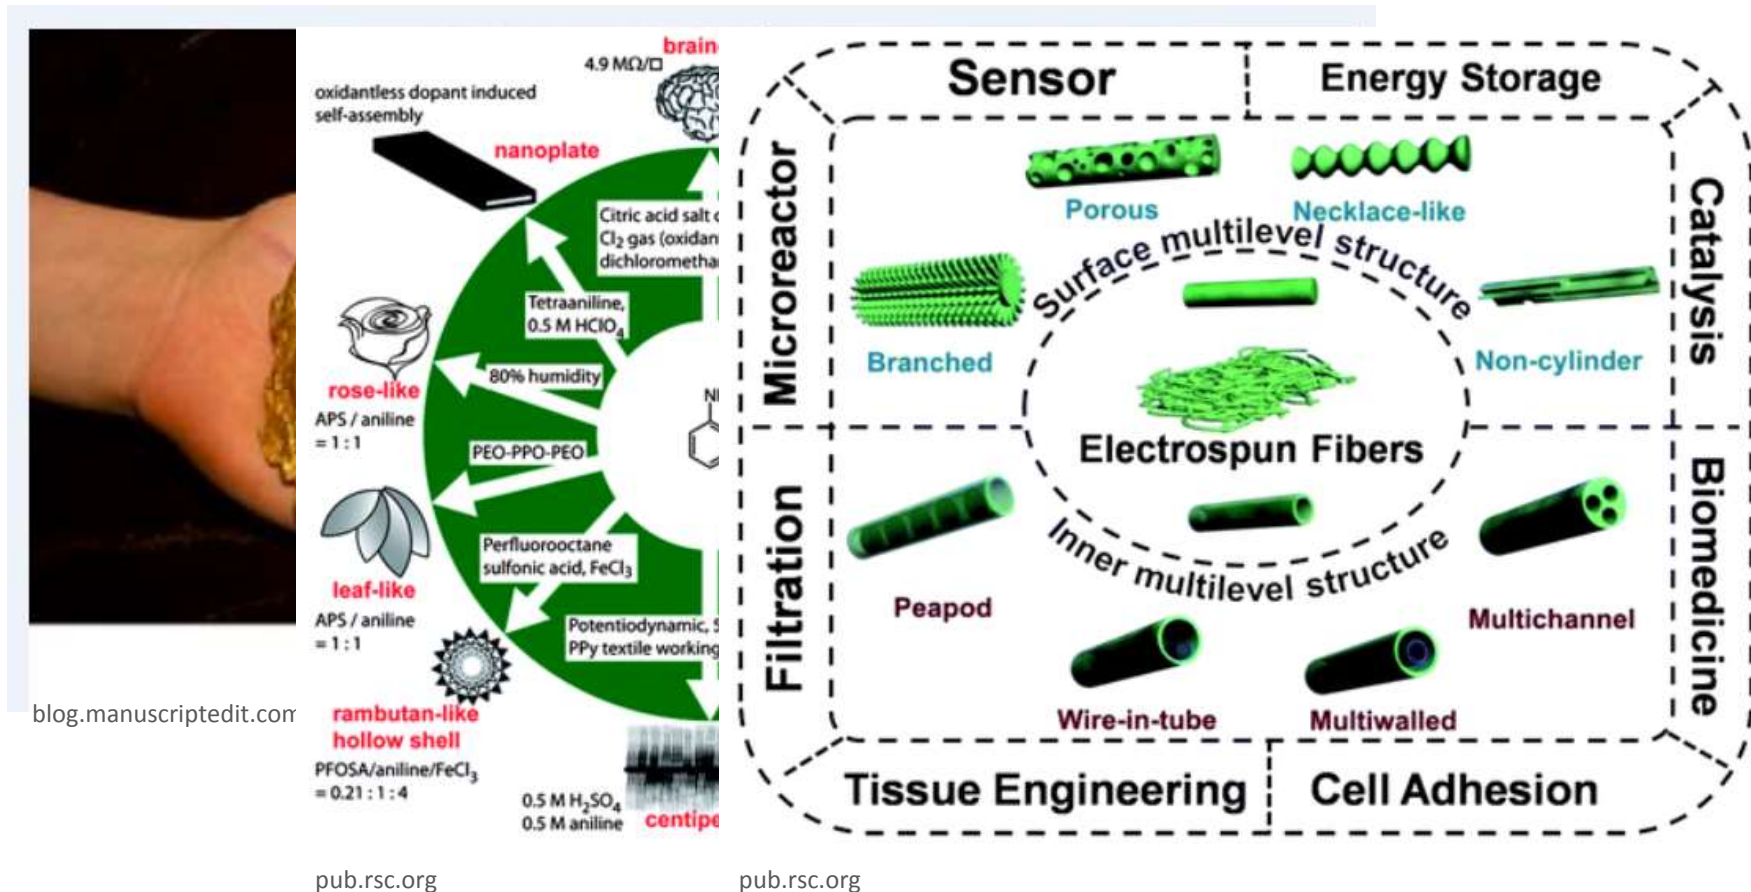 blog.manuscriptedit.com
brain
4.9 MΩ/□
oxidantless dopant induced
self-assembly
nanoplate
Citric acid salt
Cl₂ gas (oxidan
dichlorometha
Tetraaniline,
0.5 M HClO₄
rose-like
APS / aniline
= 1 : 1
80% humidity
PEO-PPO-PEO
leaf-like
APS / aniline
= 1 : 1
Perfluorooctane
sulfonic acid, FeCl₃
Potentiodynamic,
PPy textile working
rambutan-like
hollow shell
PFOSA/aniline/FeCl₃
= 0.21 : 1 : 4
0.5 M H₂SO₄
0.5 M aniline
centipe
pub.rsc.org
Sensor
Energy Storage
Microreactor
Catalysis
Porous
Necklace-like
Surface multilevel structure
Branched
Non-cylinder
Electrospun Fibers
Inner multilevel structure
Filtration
Biomedicine
Peapod
Multichannel
Wire-in-tube
Multiwalled
Tissue Engineering
Cell Adhesion
pub.rsc.org